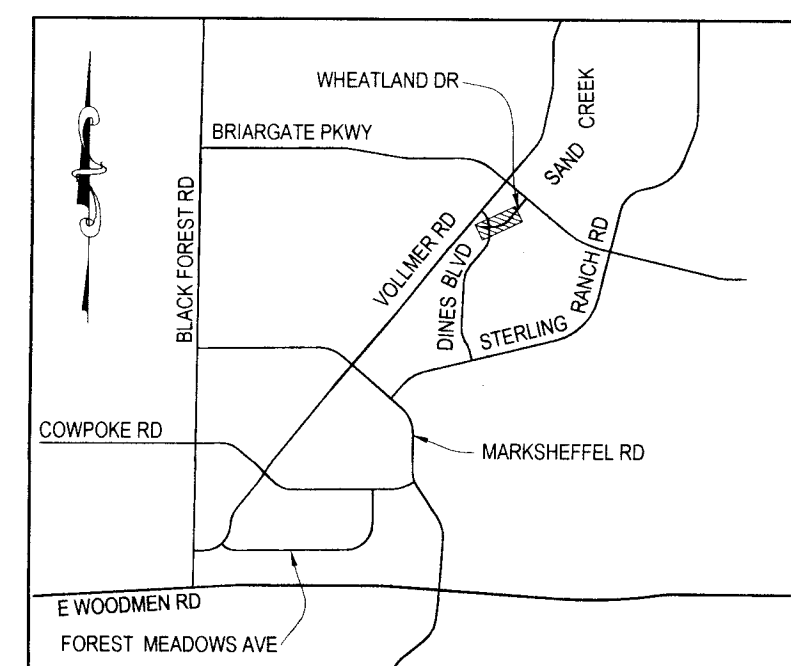 WHEATLAND DR
BRIARGATE PKWY
SAND CREEK
BLACK FOREST RD
VOLLMER RD
DINES BLVD
STERLING RANCH RD
COWPOKE RD
MARKSHEFFEL RD
E WOODMEN RD
FOREST MEADOWS AVE